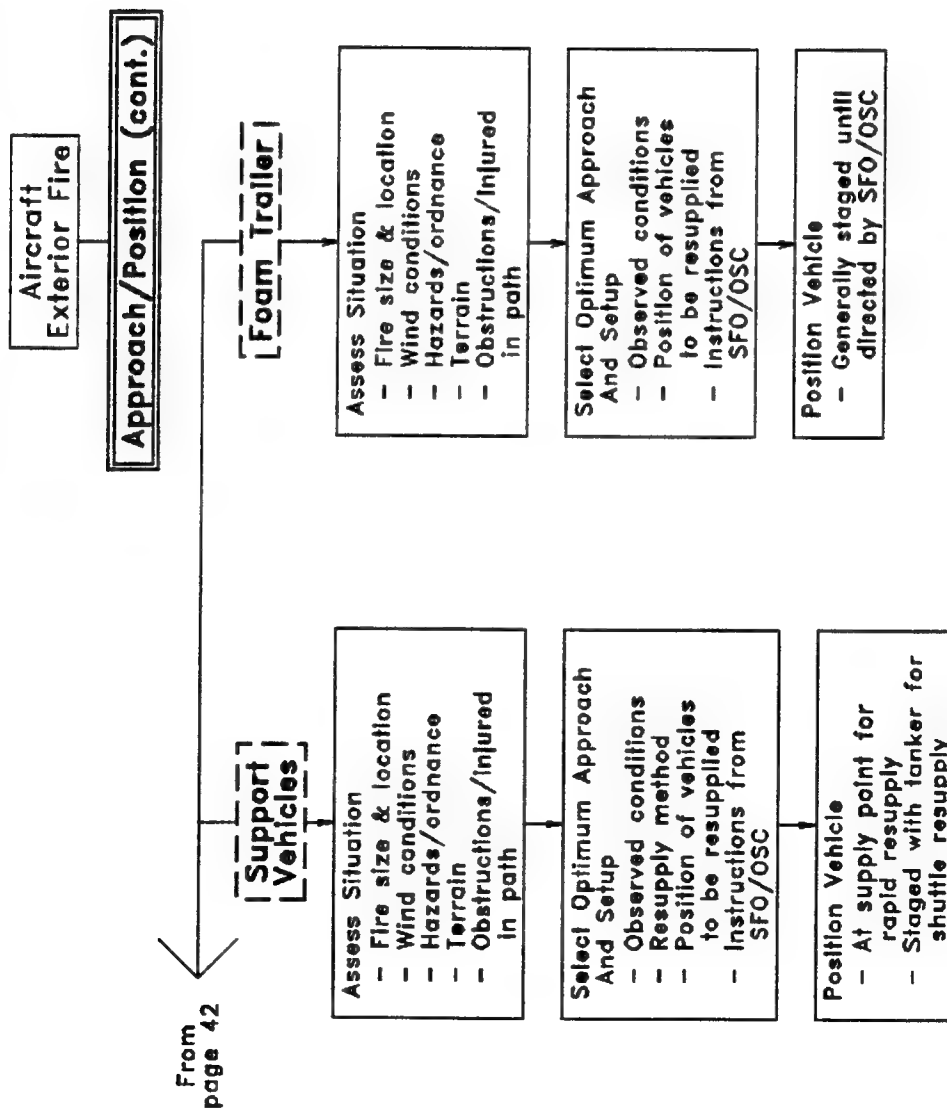 Aircraft
Exterior Fire
Approach/Position (cont.)
From
page 42
Support
Vehicles
Assess Situation
- Fire size & location
- Wind conditions
- Hazards/ordnance
- Terrain
- Obstructions/Injured
in path
Select Optimum Approach
And Setup
- Observed conditions
- Resupply method
- Position of vehicles
to be resupplied
- Instructions from
SFO/OSC
Position Vehicle
- At supply point for
rapid resupply
- Staged with tanker for
shuttle resupply
Foam Trailer
Assess Situation
- Fire size & location
- Wind conditions
- Hazards/ordnance
- Terrain
- Obstructions/Injured
in path
Select Optimum Approach
And Setup
- Observed conditions
- Position of vehicles
to be resupplied
- Instructions from
SFO/OSC
Position Vehicle
- Generally staged until
directed by SFO/OSC